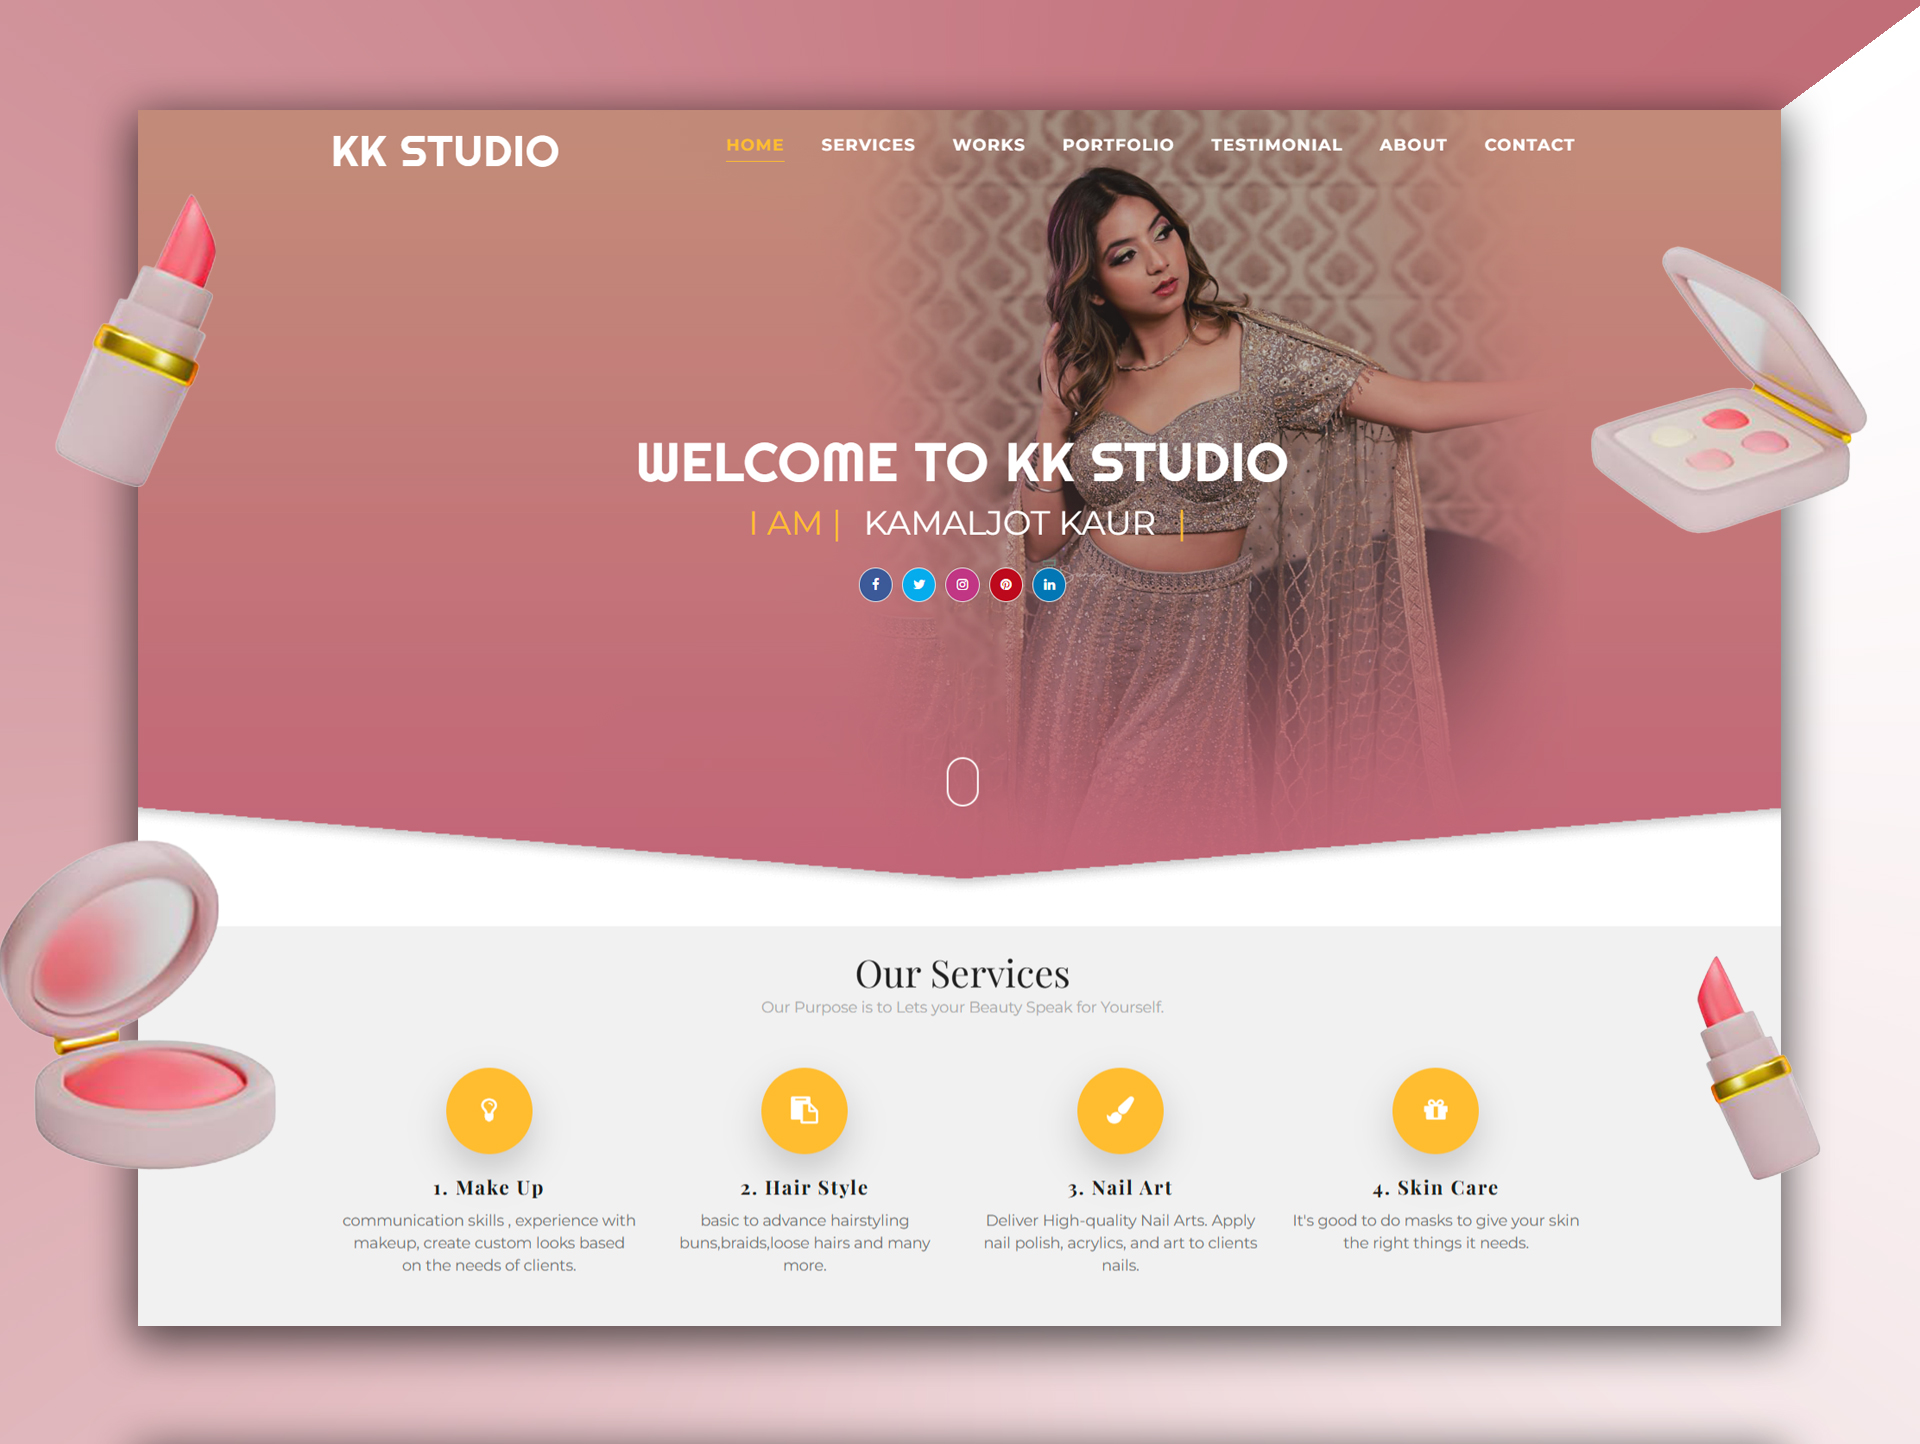 KK STUDIO
HOME SERVICES WORKS PORTFOLIO TESTIMONIAL ABOUT CONTACT
WELCOME TO KK STUDIO
I AM | KAMALJOT KAUR |
Our Services
Our Purpose is to Lets your Beauty Speak for Yourself.
1. Make Up
communication skills , experience with
makeup, create custom looks based
on the needs of clients.
2. Hair Style
basic to advance hairstyling
buns,braids,loose hairs and many
more.
3. Nail Art
Deliver High-quality Nail Arts. Apply
nail polish, acrylics, and art to clients
nails.
4. Skin Care
It's good to do masks to give your skin
the right things it needs.